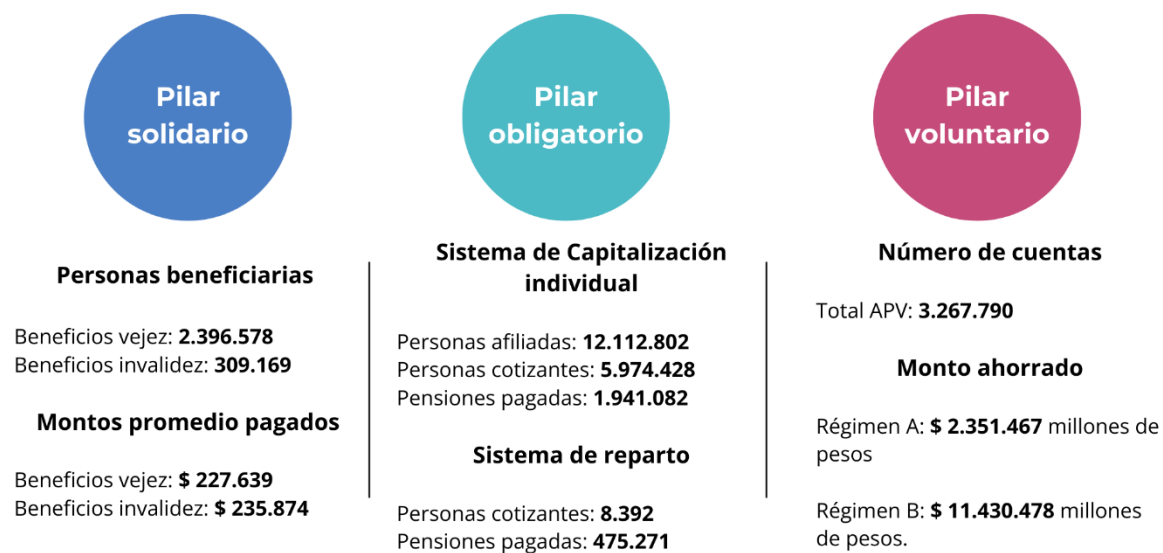 Pilar
solidario
Personas beneficiarias
Beneficios vejez: 2.396.578
Beneficios invalidez: 309.169
Montos promedio pagados
Beneficios vejez: $ 227.639
Beneficios invalidez: $ 235.874
Pilar
obligatorio
Sistema de Capitalización
individual
Personas afiliadas: 12.112.802
Personas cotizantes: 5.974.428
Pensiones pagadas: 1.941.082
Sistema de reparto
Personas cotizantes: 8.392
Pensiones pagadas: 475.271
Pilar
voluntario
Número de cuentas
Total APV: 3.267.790
Monto ahorrado
Régimen A: $ 2.351.467 millones de
pesos
Régimen B: $ 11.430.478 millones
de pesos.